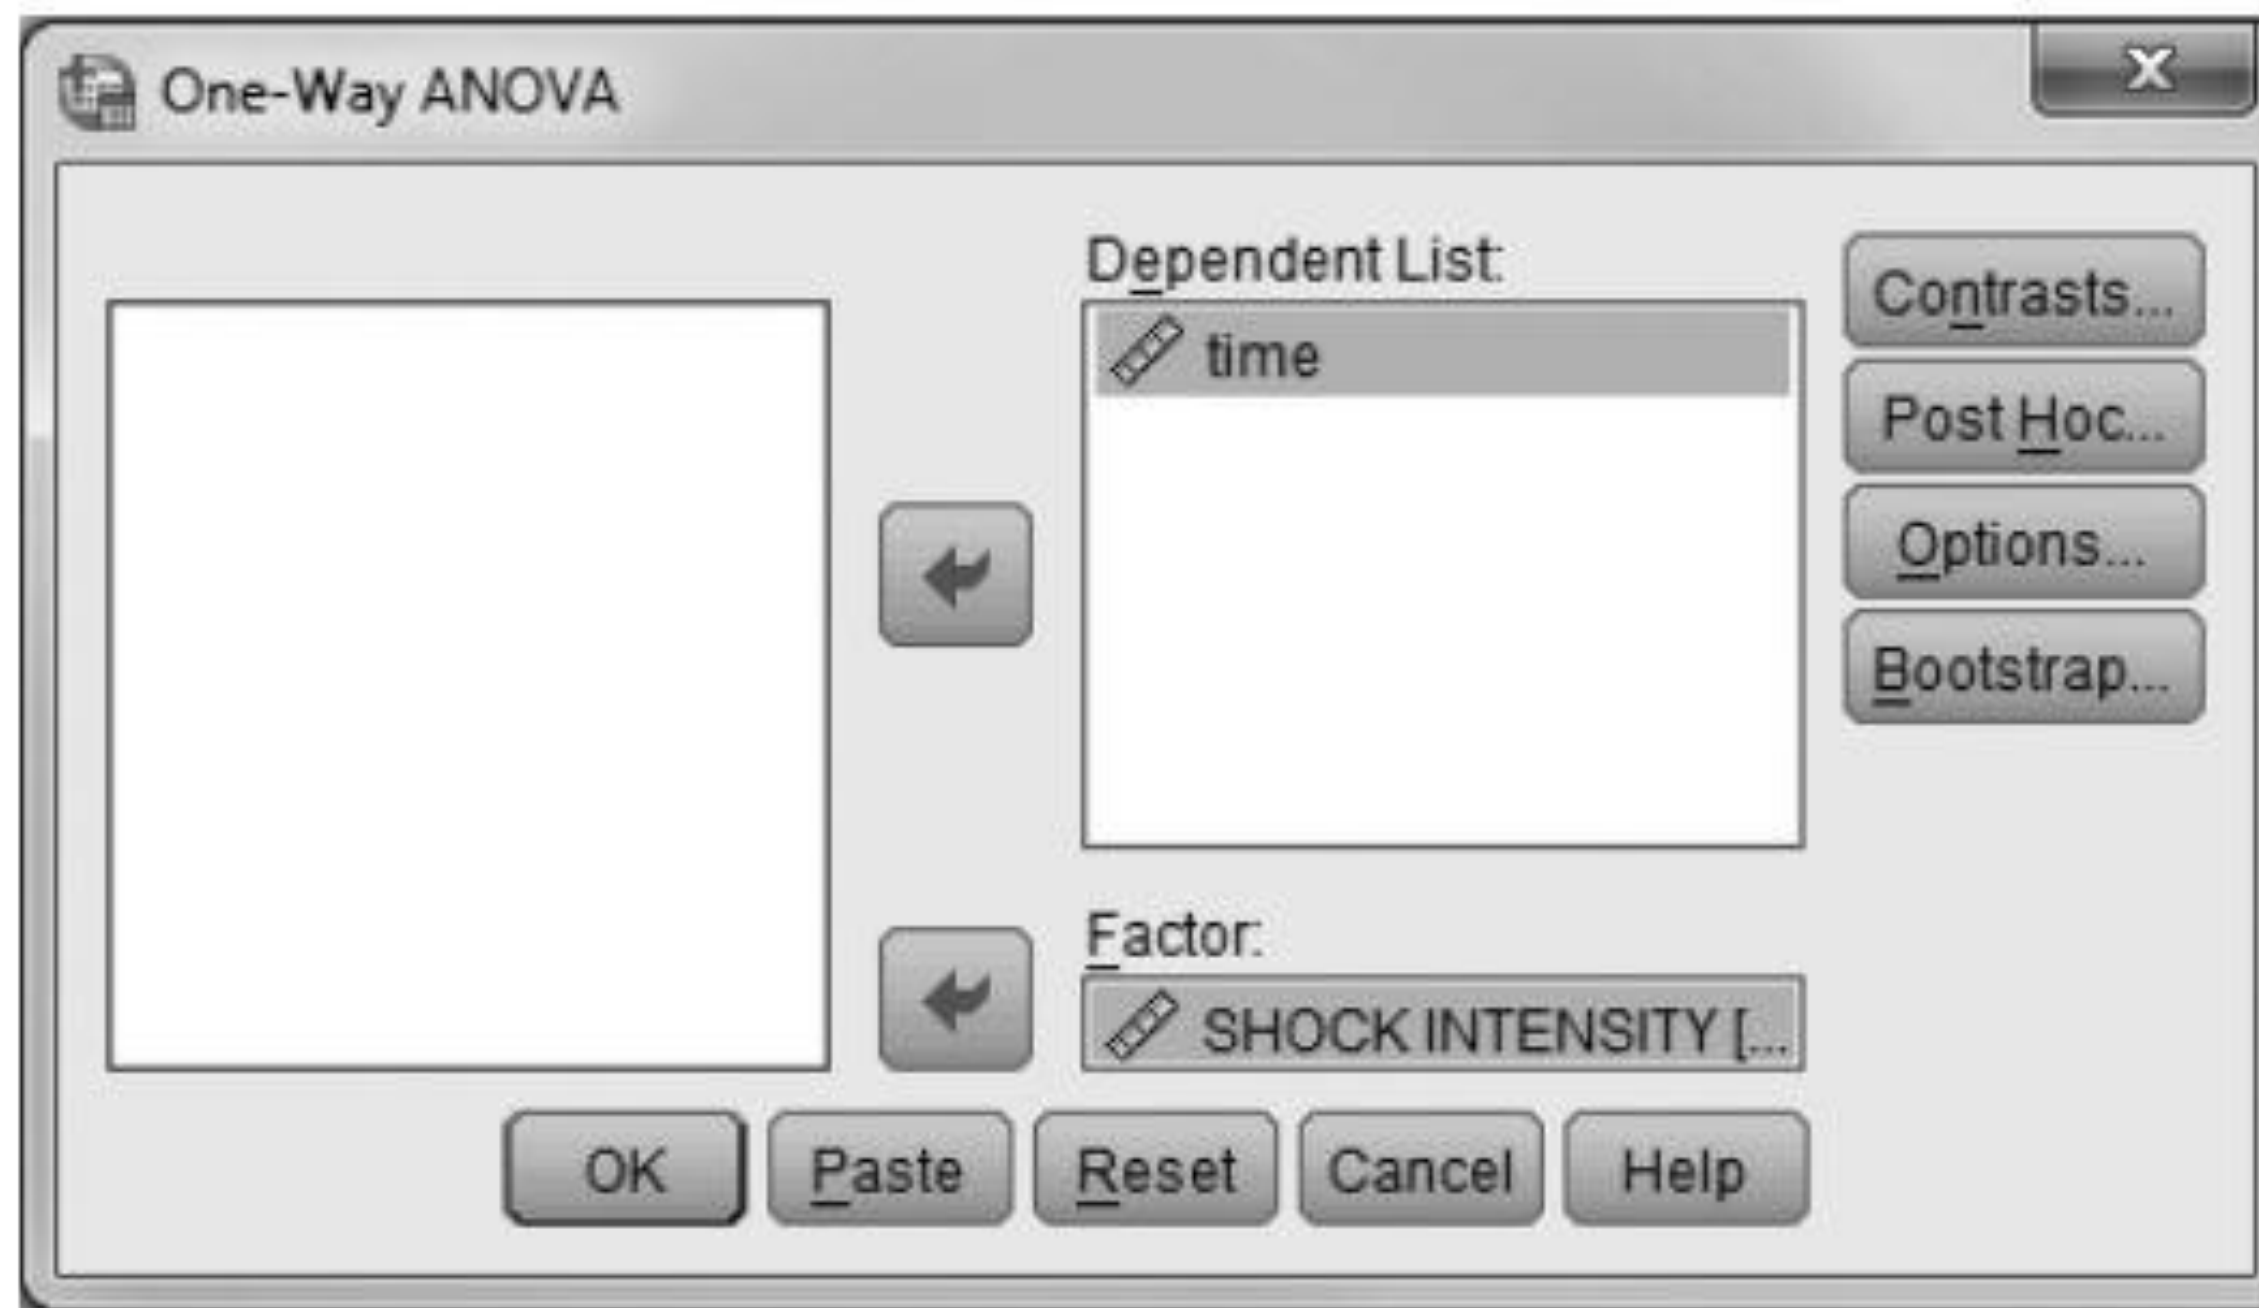 One-Way ANOVA
X
Dependent List:
time
Contrasts...
Post Hoc...
Options...
Bootstrap...
Factor:
SHOCK INTENSITY [...
OK
Paste
Reset
Cancel
Help